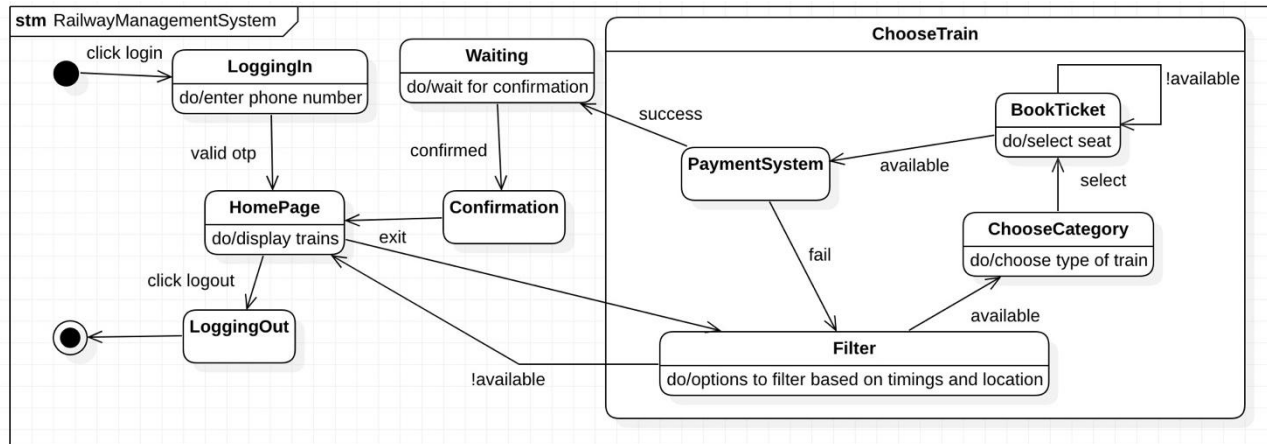 stm RailwayManagementSystem
click login
LoggingIn
do/enter phone number
valid otp
HomePage
do/display trains
click logout
LoggingOut
Waiting
do/wait for confirmation
confirmed
Confirmation
exit
!available
ChooseTrain
success
PaymentSystem
fail
available
BookTicket
do/select seat
!available
select
ChooseCategory
do/choose type of train
available
Filter
do/options to filter based on timings and location